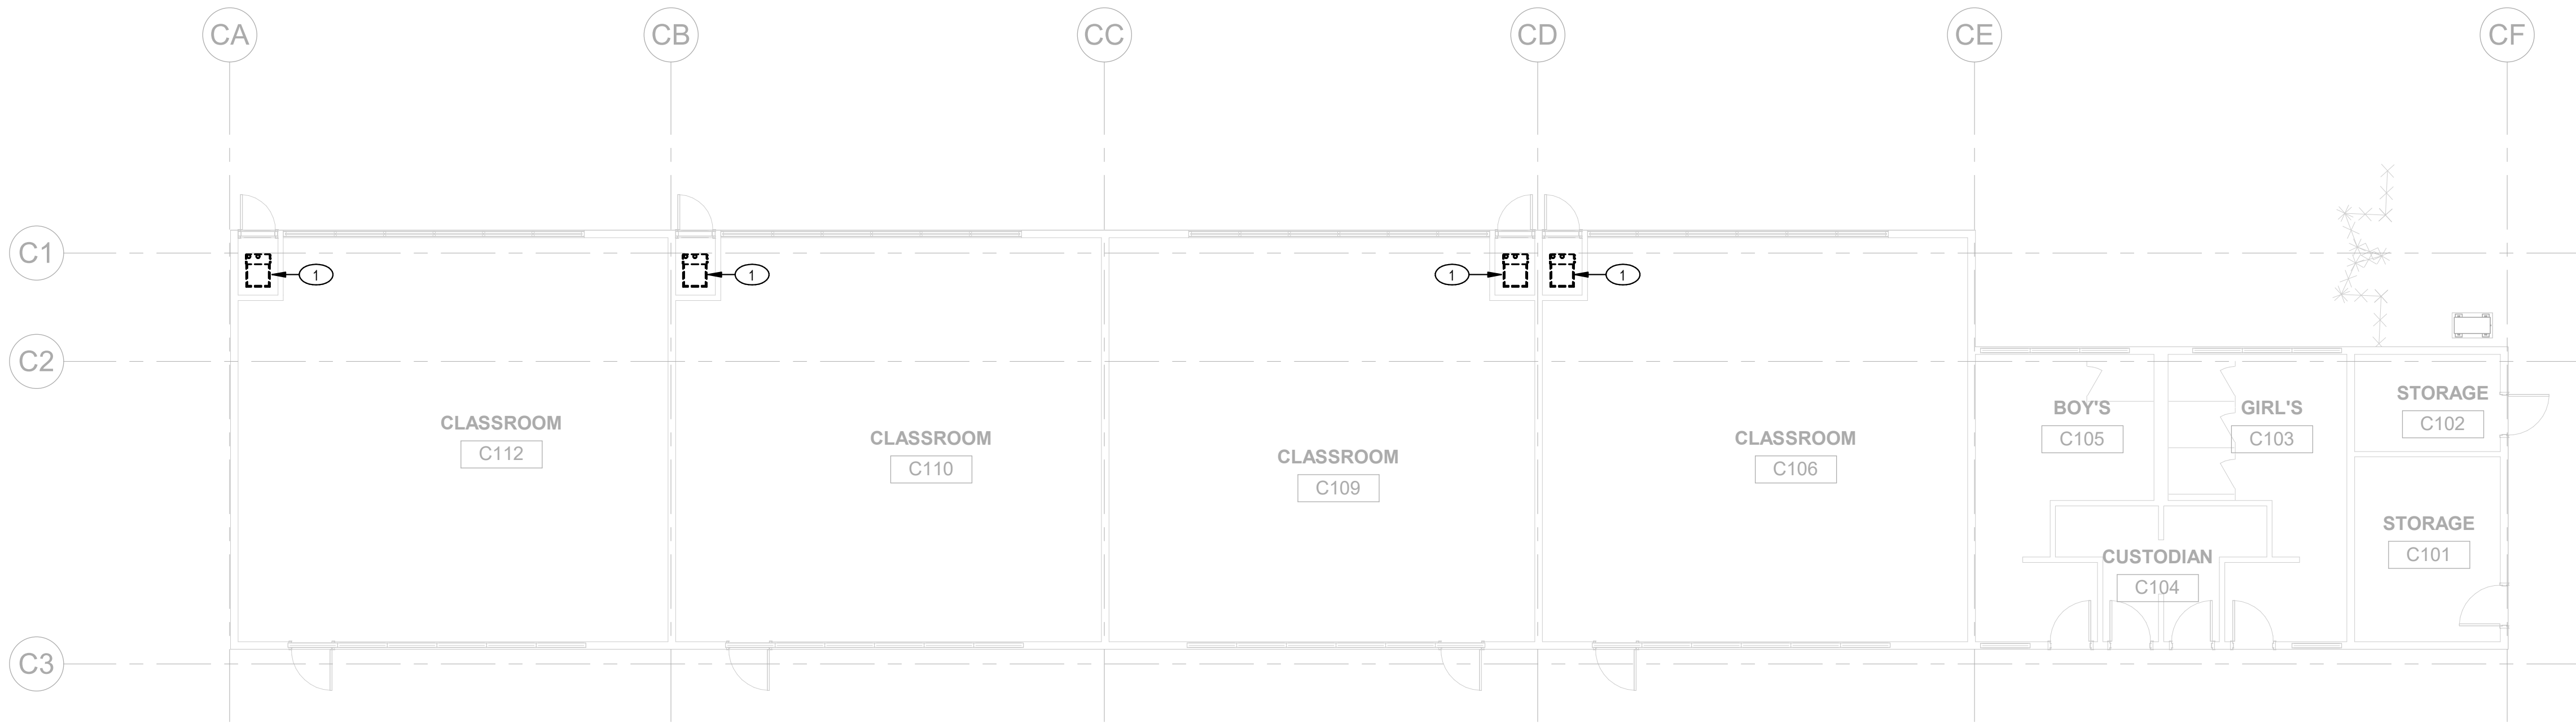 CA
CB
CC
CD
CE
CF
C1
1
1
1
1
C2
STORAGE
C102
BOY'S
C105
GIRL'S
C103
CLASSROOM
C112
CLASSROOM
C110
CLASSROOM
C106
CLASSROOM
C109
STORAGE
C101
CUSTODIAN
C104
C3